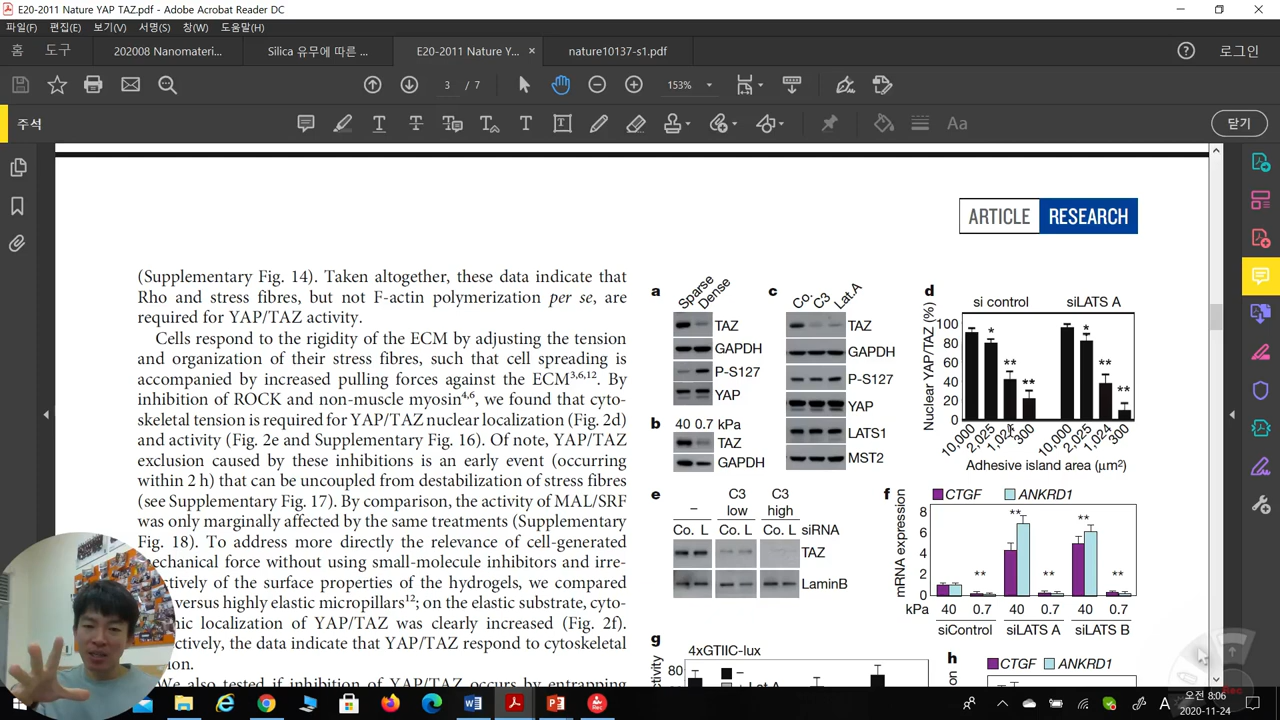 E20-2011 Nature YAP TAZ.pdf - Adobe Acrobat Reader DC
파일(F) 편집(E) 보기(V) 서명(S) 창(W) 도움말(H)
홈 도구 202008 Nanomateri... Silica 유무에 따른 ... E20-2011 Nature Y... × nature10137-s1.pdf 로그인
3 / 7 153%
주석 닫기
ARTICLE RESEARCH
(Supplementary Fig. 14). Taken altogether, these data indicate that
Rho and stress fibres, but not F-actin polymerization per se, are
required for YAP/TAZ activity.
Cells respond to the rigidity of the ECM by adjusting the tension
and organization of their stress fibres, such that cell spreading is
accompanied by increased pulling forces against the ECM3,6,12. By
inhibition of ROCK and non-muscle myosin4,6, we found that cyto-
skeletal tension is required for YAP/TAZ nuclear localization (Fig. 2d)
and activity (Fig. 2e and Supplementary Fig. 16). Of note, YAP/TAZ
exclusion caused by these inhibitions is an early event (occurring
within 2 h) that can be uncoupled from destabilization of stress fibres
(see Supplementary Fig. 17). By comparison, the activity of MAL/SRF
was only marginally affected by the same treatments (Supplementary
Fig. 18). To address more directly the relevance of cell-generated
mechanical force without using small-molecule inhibitors and irre-
ctively of the surface properties of the hydrogels, we compared
versus highly elastic micropillars12; on the elastic substrate, cyto-
ic localization of YAP/TAZ was clearly increased (Fig. 2f).
ectively, the data indicate that YAP/TAZ respond to cytoskeletal
ion.
We also tested if inhibition of YAP/TAZ occurs by entrapping
a
Sparse Dense
TAZ
GAPDH
P-S127
YAP
b 40 0.7 kPa
TAZ
GAPDH
c
Co. C3 Lat.A
TAZ
GAPDH
P-S127
YAP
LATS1
MST2
d
si control siLATS A
Nuclear YAP/TAZ (%)
100
80
60
40
20
0
* ** ** * ** **
10,000 2,025 1,024 300 10,000 2,025 1,024 300
Adhesive island area (μm2)
e
– C3 low C3 high
Co. L Co. L Co. L siRNA
TAZ
LaminB
f CTGF ANKRD1
mRNA expression
8
6
4
2
0
** ** ** ** **
kPa 40 0.7 40 0.7 40 0.7
siControl siLATS A siLATS B
g
4xGTIIC-lux
80
–
+ Lat.A
h CTGF ANKRD1
Rec
A 오전 8:06
2020-11-24